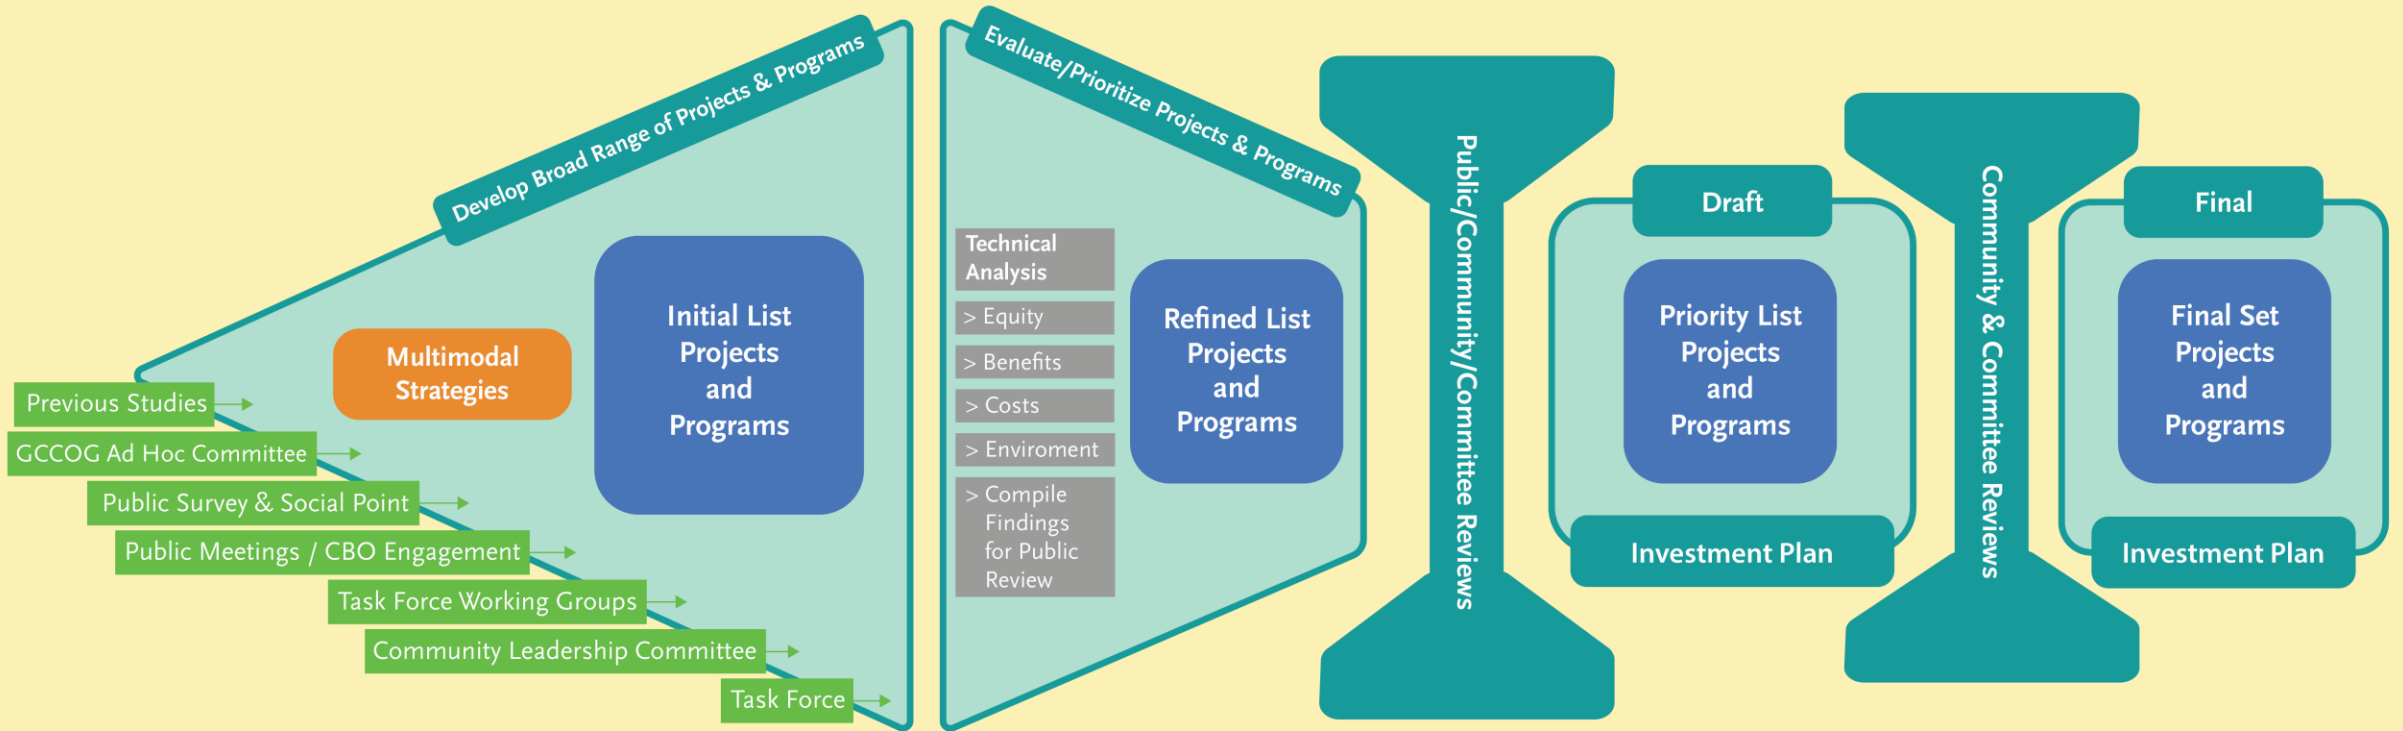 Develop Broad Range of Projects & Programs
Multimodal
Strategies
Initial List
Projects
and
Programs
Previous Studies
GCCOG Ad Hoc Committee
Public Survey & Social Point
Public Meetings / CBO Engagement
Task Force Working Groups
Community Leadership Committee
Task Force
Evaluate/Prioritize Projects & Programs
Technical
Analysis
> Equity
> Benefits
> Costs
> Enviroment
> Compile
Findings
for Public
Review
Refined List
Projects
and
Programs
Public/Community/Committee Reviews
Draft
Priority List
Projects
and
Programs
Investment Plan
Community & Committee Reviews
Final
Final Set
Projects
and
Programs
Investment Plan